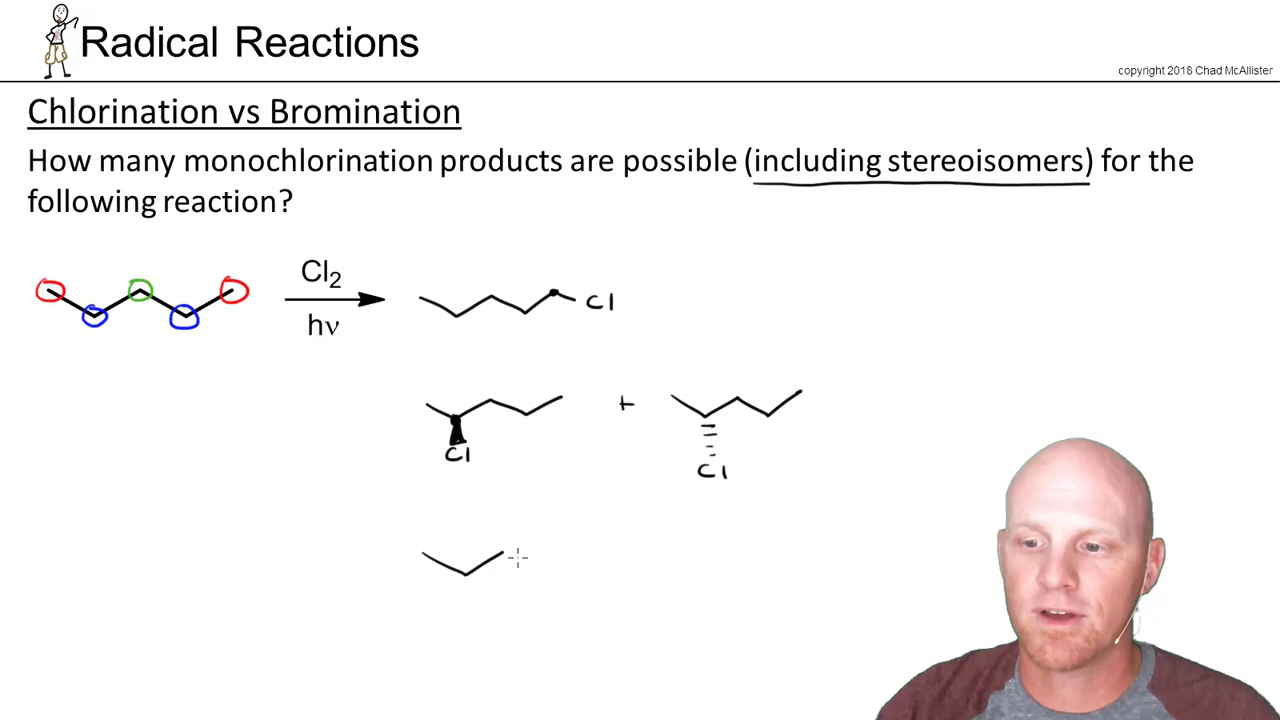 Radical Reactions
copyright 2018 Chad McAllister
Chlorination vs Bromination
How many monochlorination products are possible (including stereoisomers) for the
following reaction?
Cl2
hν
Cl
+
Cl
Cl